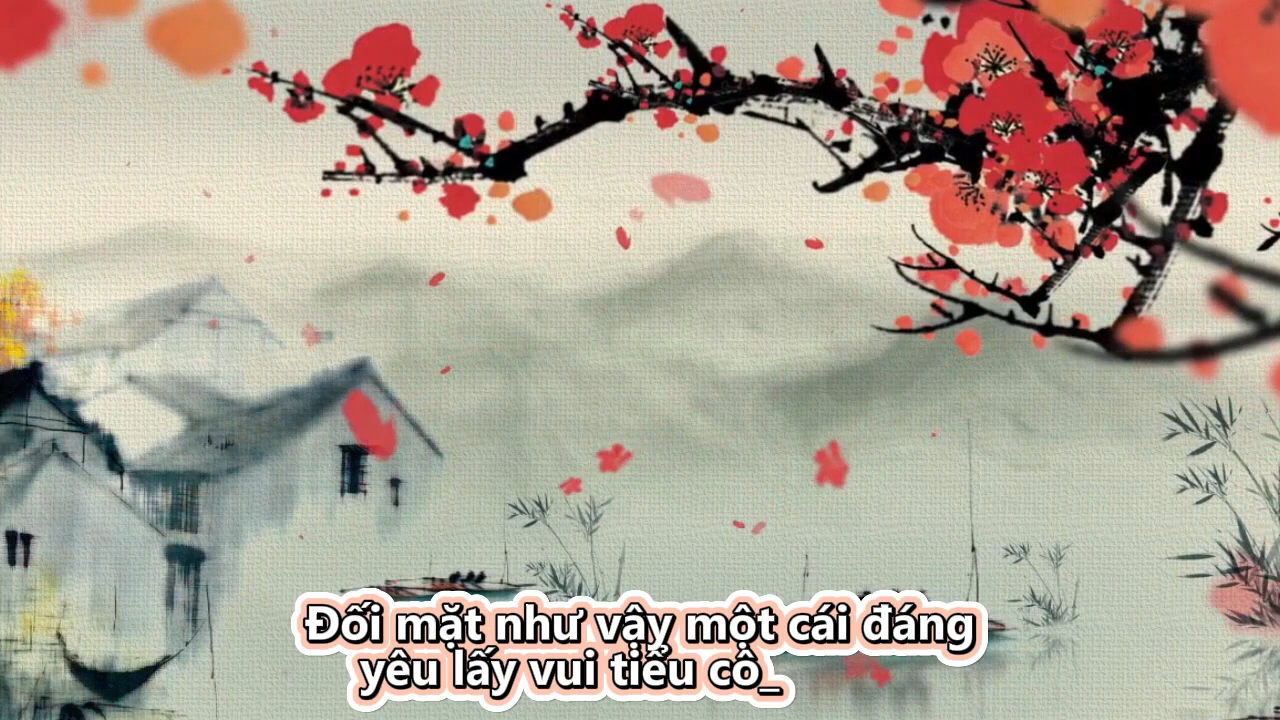 Đối mặt như vậy một cái đáng
yêu lấy vui tiểu cô_